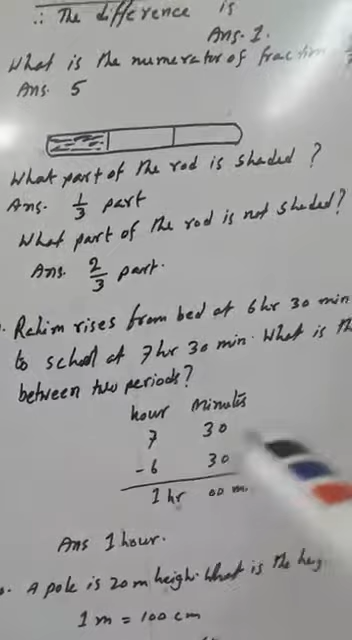 ∴ The difference is
Ans. 1.
What is the numerator of fraction
Ans. 5
What part of the rod is shaded ?
Ans. 1/3 part
What part of the rod is not shaded?
Ans. 2/3 part.
Rahim rises from bed at 6 hr 30 min
to school at 7 hr 30 min. What is the
between two periods?
hour minutes
7 30
-6 30
1 hr 00 m.
Ans 1 hour.
A pole is 20 m height. What is the
1 m = 100 cm